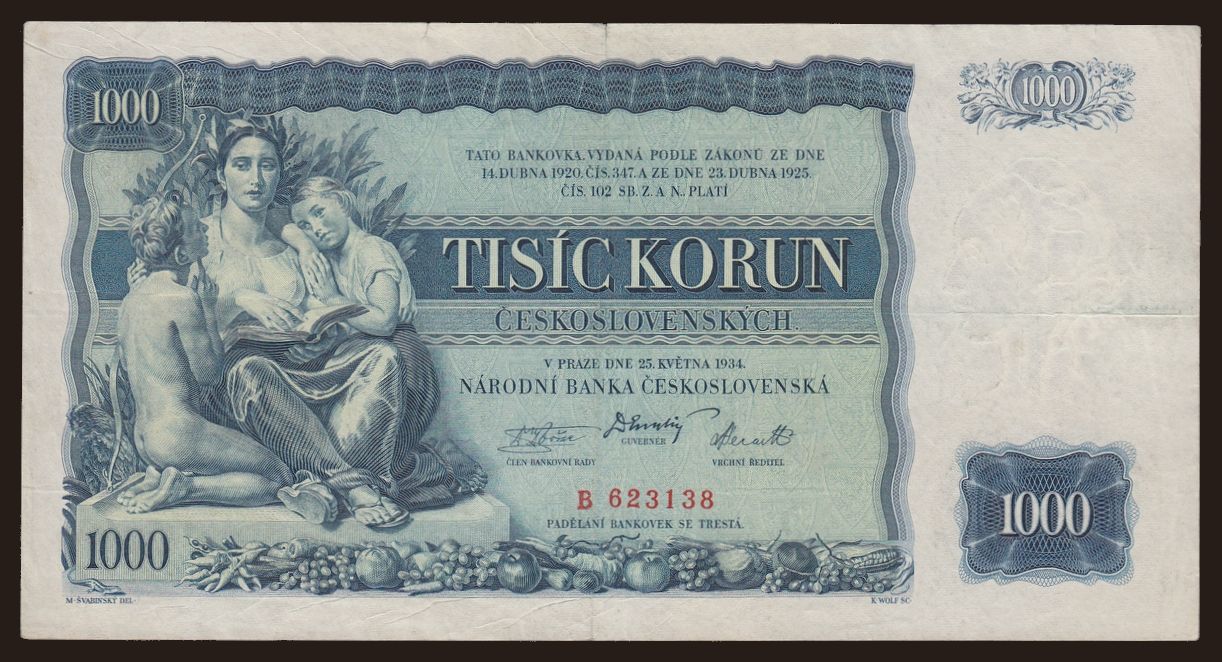 1000
1000
TATO BANKOVKA, VYDANÁ PODLE ZÁKONŮ ZE DNE
14. DUBNA 1920. ČÍS. 347. A ZE DNE 23. DUBNA 1925.
ČÍS. 102 SB. Z. A N., PLATÍ
TISÍC KORUN
ČESKOSLOVENSKÝCH.
V PRAZE DNE 25. KVĚTNA 1934.
NÁRODNÍ BANKA ČESKOSLOVENSKÁ
GUVERNÉR
ČLEN BANKOVNÍ RADY
VRCHNÍ ŘEDITEL
B 623138
PADĚLÁNÍ BANKOVEK SE TRESTÁ.
1000
1000
M·ŠVABINSKÝ DEL·
K·WOLF SC·